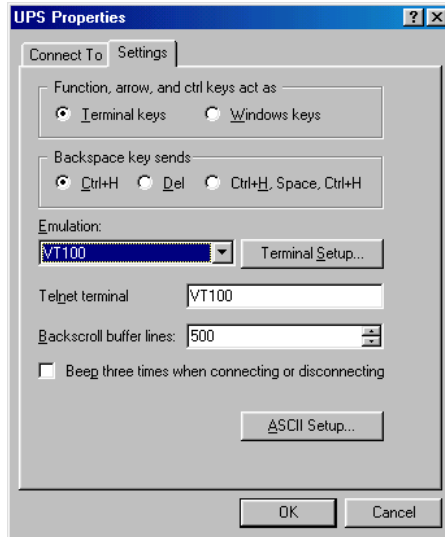 UPS Properties
Connect To Settings
Function, arrow, and ctrl keys act as
Terminal keys Windows keys
Backspace key sends
Ctrl+H Del Ctrl+H, Space, Ctrl+H
Emulation:
VT100 Terminal Setup...
Telnet terminal VT100
Backscroll buffer lines: 500
Beep three times when connecting or disconnecting
ASCII Setup...
OK Cancel